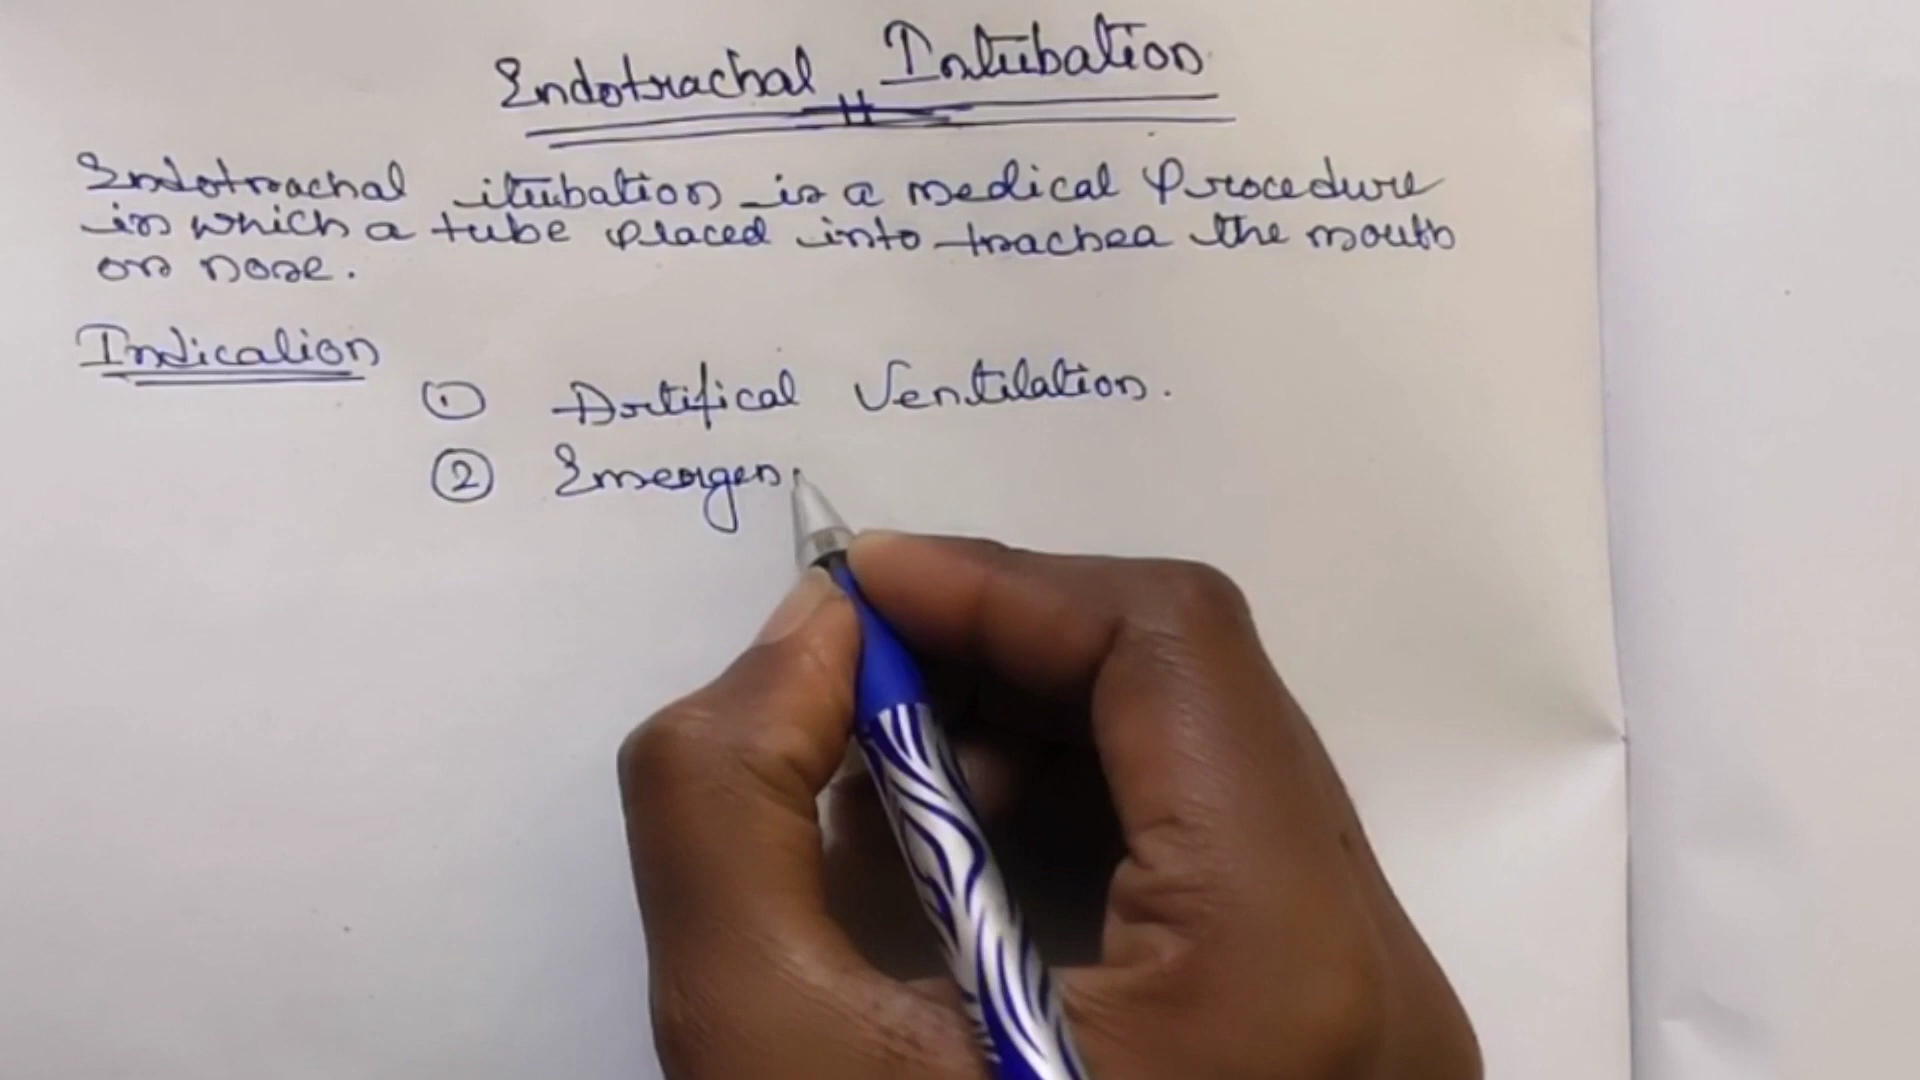 Endotrachal Intubation
Endotrachal itubation is a medical Procedure
in which a tube placed into trachea the mouth
or nose.
Indication
① Artifical Ventilation.
② Emergen